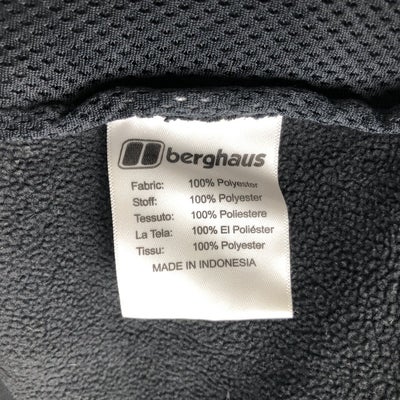 berghaus
Fabric: 100% Polyester
Stoff: 100% Polyester
Tessuto: 100% Poliestere
La Tela: 100% El Poliéster
Tissu: 100% Polyester
MADE IN INDONESIA